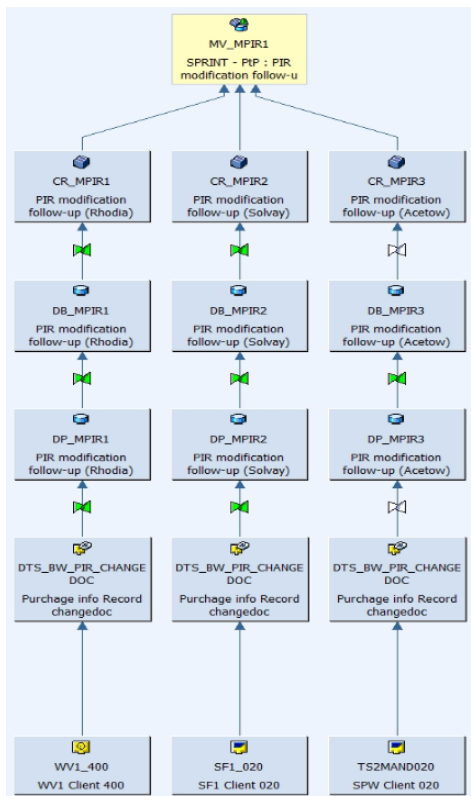 MV_MPIR1
SPRINT - PtP : PIR
modification follow-u
CR_MPIR1
PIR modification
follow-up (Rhodia)
CR_MPIR2
PIR modification
follow-up (Solvay)
CR_MPIR3
PIR modification
follow-up (Acetow)
DB_MPIR1
PIR modification
follow-up (Rhodia)
DB_MPIR2
PIR modification
follow-up (Solvay)
DB_MPIR3
PIR modification
follow-up (Acetow)
DP_MPIR1
PIR modification
follow-up (Rhodia)
DP_MPIR2
PIR modification
follow-up (Solvay)
DP_MPIR3
PIR modification
follow-up (Acetow)
DTS_BW_PIR_CHANGE
DOC
Purchage info Record
changedoc
DTS_BW_PIR_CHANGE
DOC
Purchage info Record
changedoc
DTS_BW_PIR_CHANGE
DOC
Purchage info Record
changedoc
WV1_400
WV1 Client 400
SF1_020
SF1 Client 020
TS2MAND020
SPW Client 020